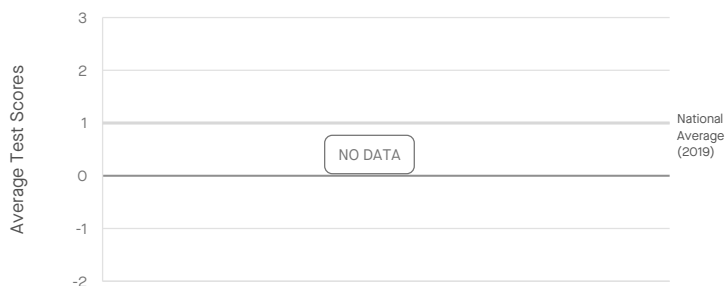 3
2
1
0
-1
-2
Average Test Scores
NO DATA
National
Average
(2019)